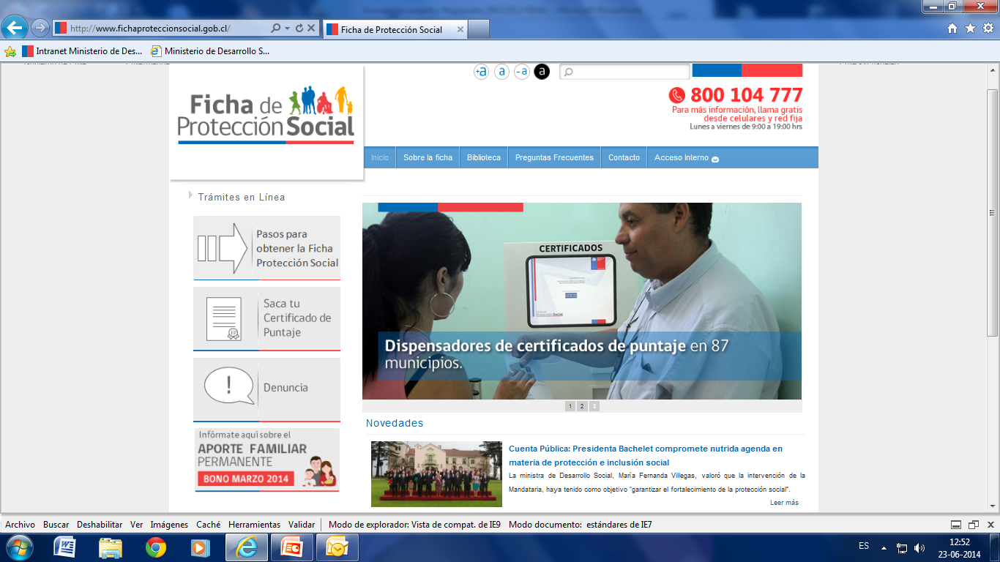 http://www.fichaproteccionsocial.gob.cl/
Ficha de Protección Social
Intranet Ministerio de Des...
Ministerio de Desarrollo S...
+a a -a a
Ficha de
Protección Social
800 104 777
Para más información, llama gratis
desde celulares y red fija
Lunes a viernes de 9:00 a 19:00 hrs
Inicio
Sobre la ficha
Biblioteca
Preguntas Frecuentes
Contacto
Acceso Interno
Trámites en Línea
Pasos para
obtener la Ficha
Protección Social
Saca tu
Certificado de
Puntaje
!
Denuncia
Infórmate aquí sobre el
APORTE FAMILIAR
PERMANENTE
BONO MARZO 2014
CERTIFICADOS
Dispensadores de certificados de puntaje en 87
municipios.
1 2 3
Novedades
Cuenta Pública: Presidenta Bachelet compromete nutrida agenda en
materia de protección e inclusión social
La ministra de Desarrollo Social, María Fernanda Villegas, valoró que la intervención de la
Mandataria, haya tenido como objetivo "garantizar el fortalecimiento de la protección social".
Leer más
Archivo Buscar Deshabilitar Ver Imágenes Caché Herramientas Validar
Modo de explorador: Vista de compat. de IE9 Modo documento: estándares de IE7
ES
12:52
23-06-2014